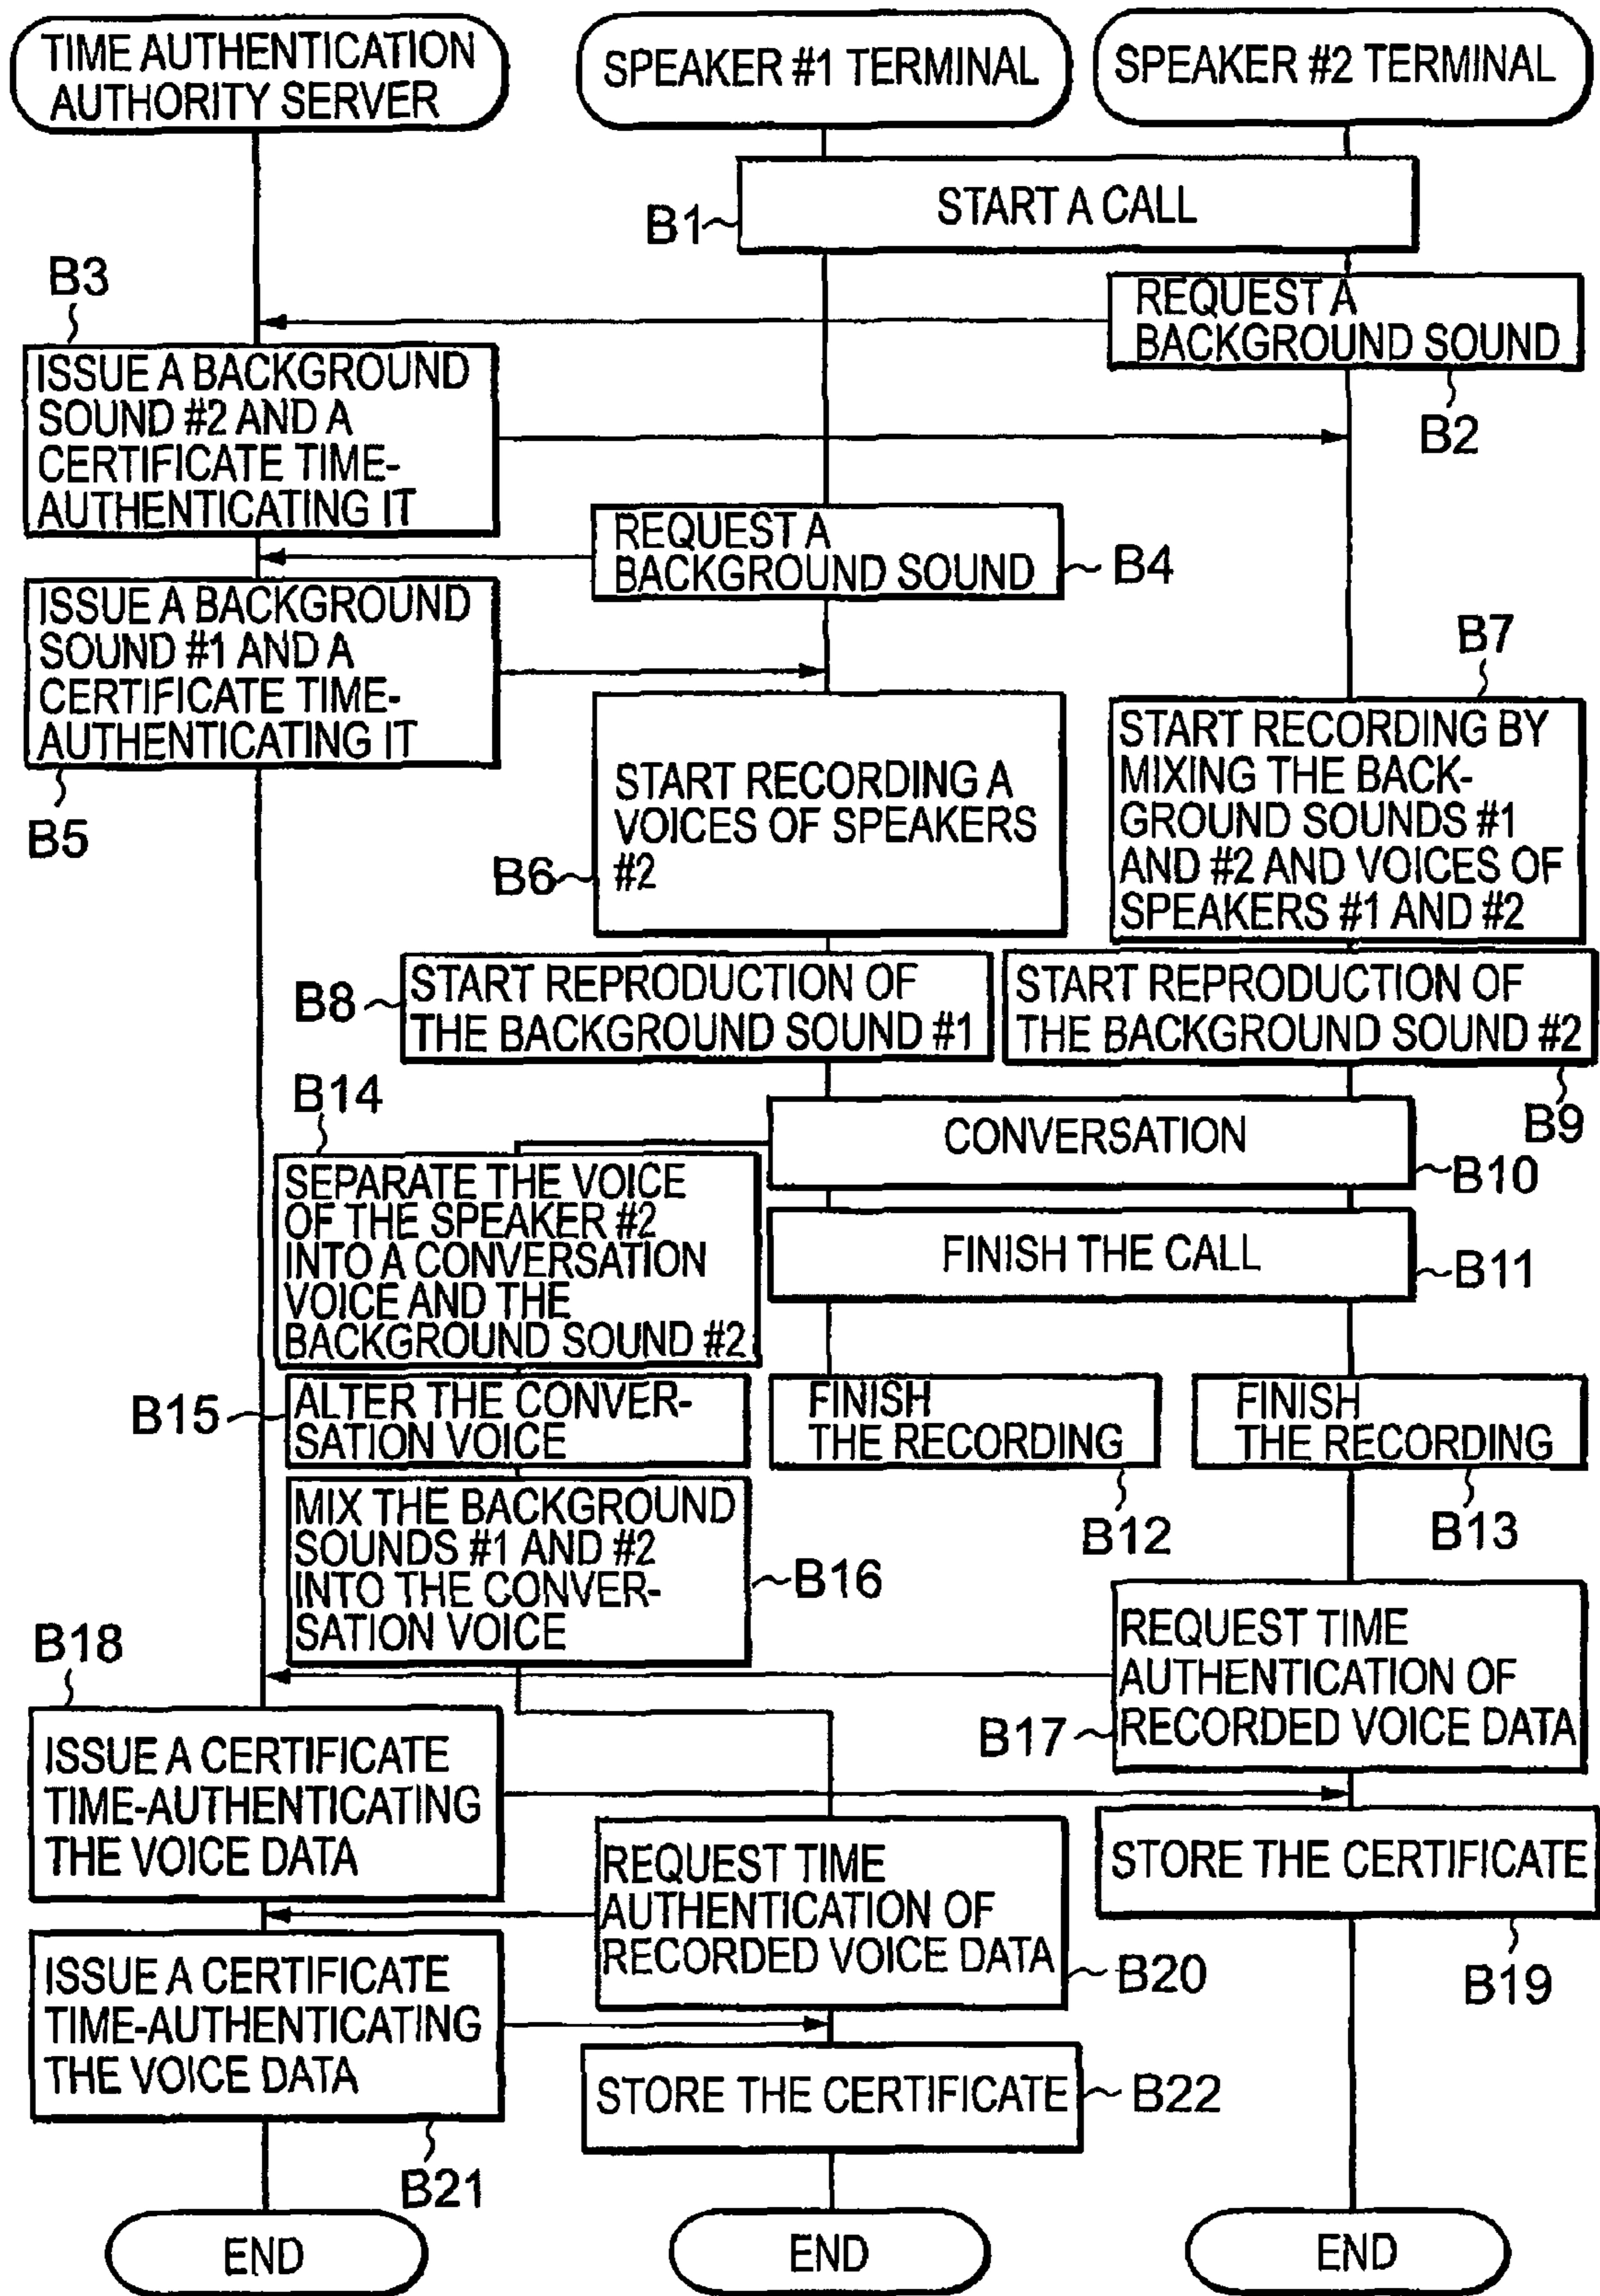 TIME AUTHENTICATION
AUTHORITY SERVER
SPEAKER #1 TERMINAL
SPEAKER #2 TERMINAL
START A CALL
B1
B3
REQUEST A
BACKGROUND SOUND
B2
ISSUE A BACKGROUND
SOUND #2 AND A
CERTIFICATE TIME-
AUTHENTICATING IT
REQUEST A
BACKGROUND SOUND
B4
ISSUE A BACKGROUND
SOUND #1 AND A
CERTIFICATE TIME-
AUTHENTICATING IT
B5
B7
START RECORDING A
VOICES OF SPEAKERS
#2
B6
START RECORDING BY
MIXING THE BACK-
GROUND SOUNDS #1
AND #2 AND VOICES OF
SPEAKERS #1 AND #2
B8
START REPRODUCTION OF
THE BACKGROUND SOUND #1
START REPRODUCTION OF
THE BACKGROUND SOUND #2
B9
B14
CONVERSATION
B10
SEPARATE THE VOICE
OF THE SPEAKER #2
INTO A CONVERSATION
VOICE AND THE
BACKGROUND SOUND #2
FINISH THE CALL
B11
B15
ALTER THE CONVER-
SATION VOICE
FINISH
THE RECORDING
B12
FINISH
THE RECORDING
B13
MIX THE BACKGROUND
SOUNDS #1 AND #2
INTO THE CONVER-
SATION VOICE
B16
REQUEST TIME
AUTHENTICATION OF
RECORDED VOICE DATA
B17
B18
ISSUE A CERTIFICATE
TIME-AUTHENTICATING
THE VOICE DATA
STORE THE CERTIFICATE
B19
REQUEST TIME
AUTHENTICATION OF
RECORDED VOICE DATA
B20
ISSUE A CERTIFICATE
TIME-AUTHENTICATING
THE VOICE DATA
B21
STORE THE CERTIFICATE
B22
END
END
END